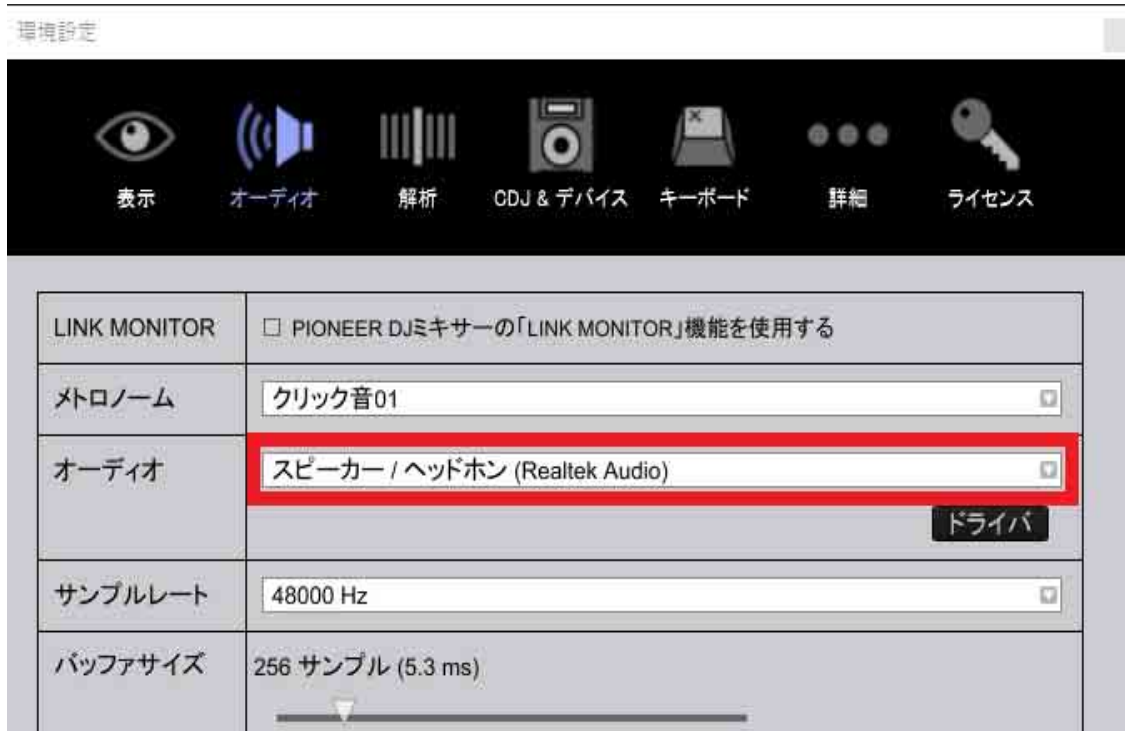 環境設定
表示 オーディオ 解析 CDJ & デバイス キーボード 詳細 ライセンス
LINK MONITOR □ PIONEER DJミキサーの「LINK MONITOR」機能を使用する
メトロノーム クリック音01
オーディオ スピーカー / ヘッドホン (Realtek Audio)
ドライバ
サンプルレート 48000 Hz
バッファサイズ 256 サンプル (5.3 ms)